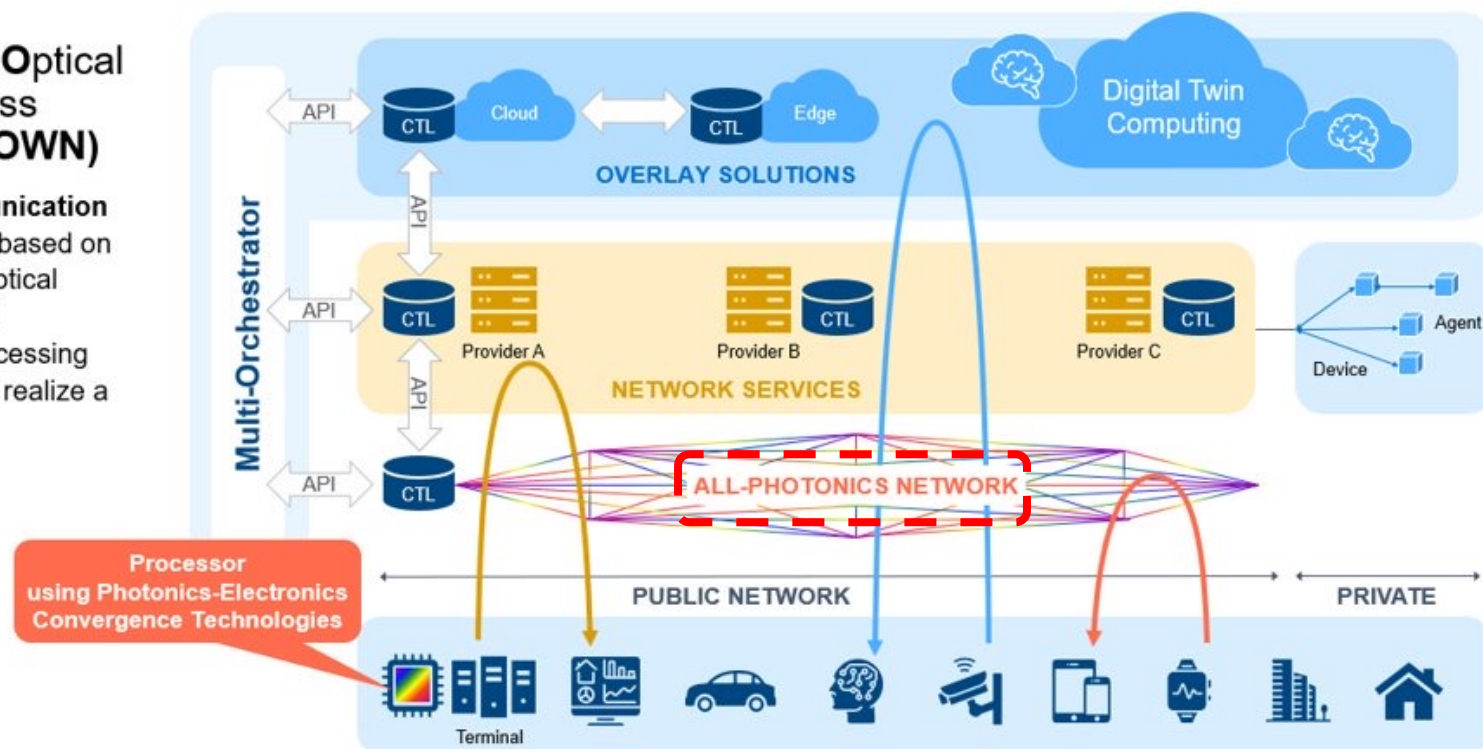 Optical
ss
OWN)
unication
based on
ptical
cessing
realize a
Multi-Orchestrator
API
CTL
Cloud
CTL
Edge
Digital Twin
Computing
OVERLAY SOLUTIONS
API
API
CTL
Provider A
Provider B
CTL
Provider C
CTL
NETWORK SERVICES
Device
Agent
API
API
CTL
ALL-PHOTONICS NETWORK
Processor
using Photonics-Electronics
Convergence Technologies
PUBLIC NETWORK
PRIVATE
Terminal